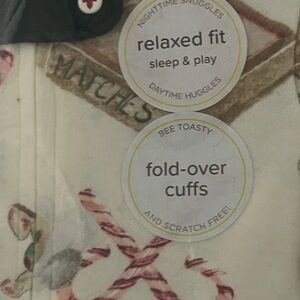 NIGHTTIME SNUGGLES
relaxed fit
sleep & play
DAYTIME HUGGLES
MATCHES
BEE TOASTY
fold-over
cuffs
AND SCRATCH FREE!